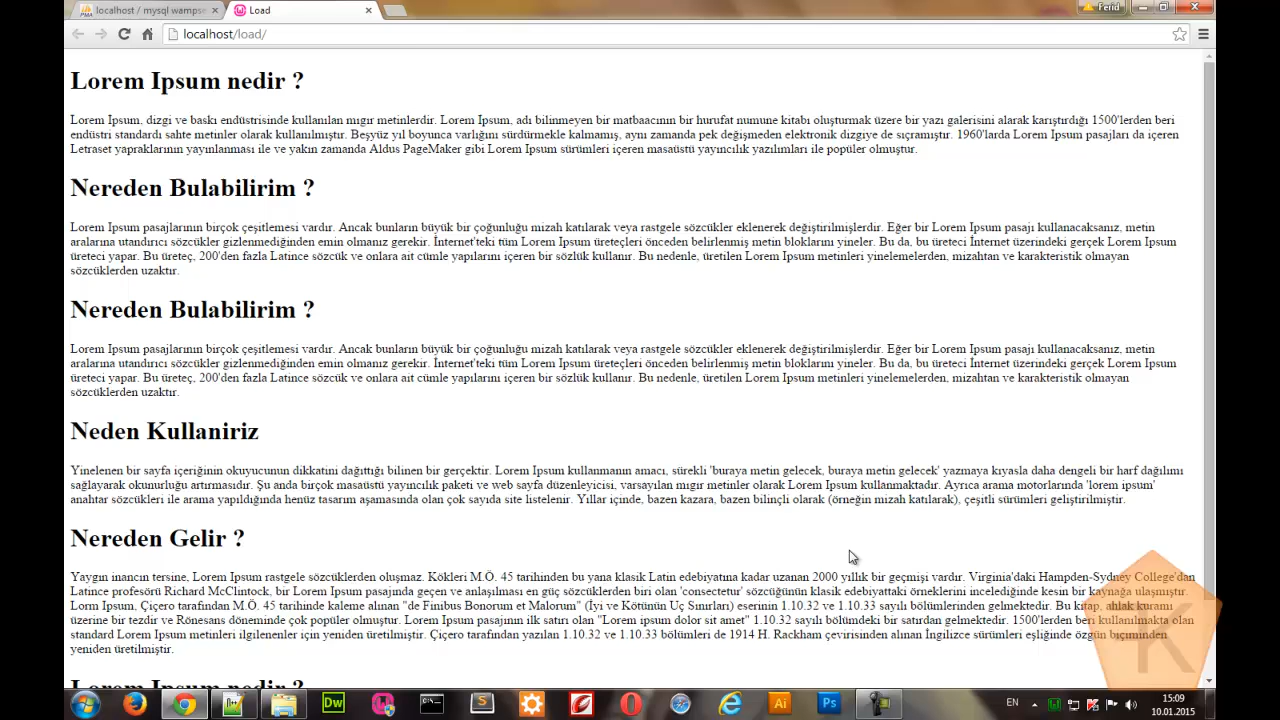 localhost / mysql wampse
Load
Ferid
localhost/load/
Lorem Ipsum nedir ?
Lorem Ipsum, dizgi ve baskı endüstrisinde kullanılan mıgır metinlerdir. Lorem Ipsum, adı bilinmeyen bir matbaacının bir hurufat numune kitabı oluşturmak üzere bir yazı galerisini alarak karıştırdığı 1500'lerden beri
endüstri standardı sahte metinler olarak kullanılmıştır. Beşyüz yıl boyunca varlığını sürdürmekle kalmamış, aynı zamanda pek değişmeden elektronik dizgiye de sıçramıştır. 1960'larda Lorem Ipsum pasajları da içeren
Letraset yapraklarının yayınlanması ile ve yakın zamanda Aldus PageMaker gibi Lorem Ipsum sürümleri içeren masaüstü yayıncılık yazılımları ile popüler olmuştur.
Nereden Bulabilirim ?
Lorem Ipsum pasajlarının birçok çeşitlemesi vardır. Ancak bunların büyük bir çoğunluğu mizah katılarak veya rastgele sözcükler eklenerek değiştirilmişlerdir. Eğer bir Lorem Ipsum pasajı kullanacaksanız, metin
aralarına utandırıcı sözcükler gizlenmediğinden emin olmanız gerekir. İnternet'teki tüm Lorem Ipsum üreteçleri önceden belirlenmiş metin bloklarını yineler. Bu da, bu üreteci İnternet üzerindeki gerçek Lorem Ipsum
üreteci yapar. Bu üreteç, 200'den fazla Latince sözcük ve onlara ait cümle yapılarını içeren bir sözlük kullanır. Bu nedenle, üretilen Lorem Ipsum metinleri yinelemelerden, mizahtan ve karakteristik olmayan
sözcüklerden uzaktır.
Nereden Bulabilirim ?
Lorem Ipsum pasajlarının birçok çeşitlemesi vardır. Ancak bunların büyük bir çoğunluğu mizah katılarak veya rastgele sözcükler eklenerek değiştirilmişlerdir. Eğer bir Lorem Ipsum pasajı kullanacaksanız, metin
aralarına utandırıcı sözcükler gizlenmediğinden emin olmanız gerekir. İnternet'teki tüm Lorem Ipsum üreteçleri önceden belirlenmiş metin bloklarını yineler. Bu da, bu üreteci İnternet üzerindeki gerçek Lorem Ipsum
üreteci yapar. Bu üreteç, 200'den fazla Latince sözcük ve onlara ait cümle yapılarını içeren bir sözlük kullanır. Bu nedenle, üretilen Lorem Ipsum metinleri yinelemelerden, mizahtan ve karakteristik olmayan
sözcüklerden uzaktır.
Neden Kullaniriz
Yinelenen bir sayfa içeriğinin okuyucunun dikkatini dağıttığı bilinen bir gerçektir. Lorem Ipsum kullanmanın amacı, sürekli 'buraya metin gelecek, buraya metin gelecek' yazmaya kıyasla daha dengeli bir harf dağılımı
sağlayarak okunurluğu artırmasıdır. Şu anda birçok masaüstü yayıncılık paketi ve web sayfa düzenleyicisi, varsayılan mıgır metinler olarak Lorem Ipsum kullanmaktadır. Ayrıca arama motorlarında 'lorem ipsum'
anahtar sözcükleri ile arama yapıldığında henüz tasarım aşamasında olan çok sayıda site listelenir. Yıllar içinde, bazen kazara, bazen bilinçli olarak (örneğin mizah katılarak), çeşitli sürümleri geliştirilmiştir.
Nereden Gelir ?
Yaygın inancın tersine, Lorem Ipsum rastgele sözcüklerden oluşmaz. Kökleri M.Ö. 45 tarihinden bu yana klasik Latin edebiyatına kadar uzanan 2000 yıllık bir geçmişi vardır. Virginia'daki Hampden-Sydney College'dan
Latince profesörü Richard McClintock, bir Lorem Ipsum pasajında geçen ve anlaşılması en güç sözcüklerden biri olan 'consectetur' sözcüğünün klasik edebiyattaki örneklerini incelediğinde kesin bir kaynağa ulaşmıştır.
Lorm Ipsum, Çiçero tarafından M.Ö. 45 tarihinde kaleme alınan "de Finibus Bonorum et Malorum" (İyi ve Kötünün Uç Sınırları) eserinin 1.10.32 ve 1.10.33 sayılı bölümlerinden gelmektedir. Bu kitap, ahlak kuramı
üzerine bir tezdir ve Rönesans döneminde çok popüler olmuştur. Lorem Ipsum pasajının ilk satırı olan "Lorem ipsum dolor sit amet" 1.10.32 sayılı bölümdeki bir satırdan gelmektedir. 1500'lerden beri kullanılmakta olan
standard Lorem Ipsum metinleri ilgilenenler için yeniden üretilmiştir. Çiçero tarafından yazılan 1.10.32 ve 1.10.33 bölümleri de 1914 H. Rackham çevirisinden alınan İngilizce sürümleri eşliğinde özgün biçiminden
yeniden üretilmiştir.
Lorem Ipsum nedir ?
K
Dw
S
Ai
Ps
EN
15:09
10.01.2015